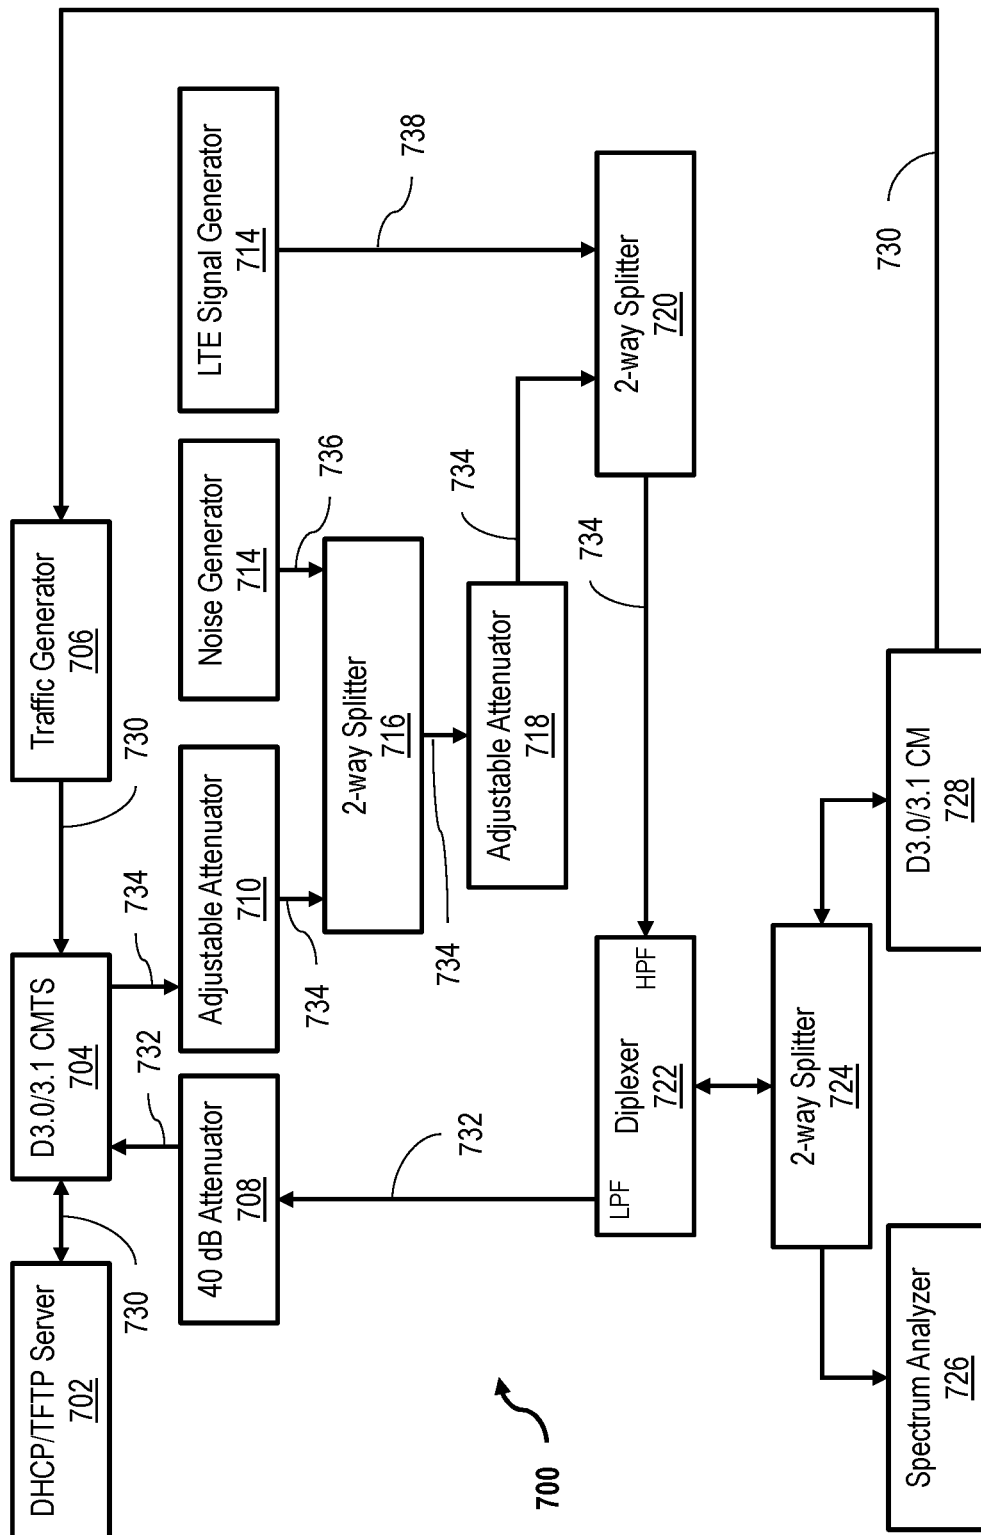 DHCP/TFTP Server
702
730
D3.0/3.1 CMTS
704
730
Traffic Generator
706
732
734
40 dB Attenuator
708
Adjustable Attenuator
710
Noise Generator
714
LTE Signal Generator
714
734
736
738
2-way Splitter
716
734
Adjustable Attenuator
718
734
732
734
LPF
Diplexer
722
HPF
2-way Splitter
720
2-way Splitter
724
Spectrum Analyzer
726
D3.0/3.1 CM
728
730
700